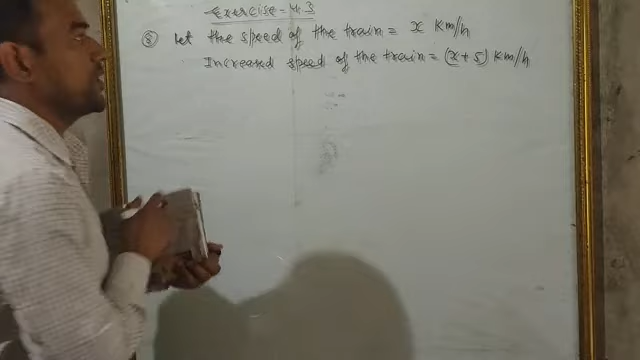 Exercise - 4.3
(8) Let the speed of the train = x Km/h
Increased speed of the train = (x + 5) Km/h